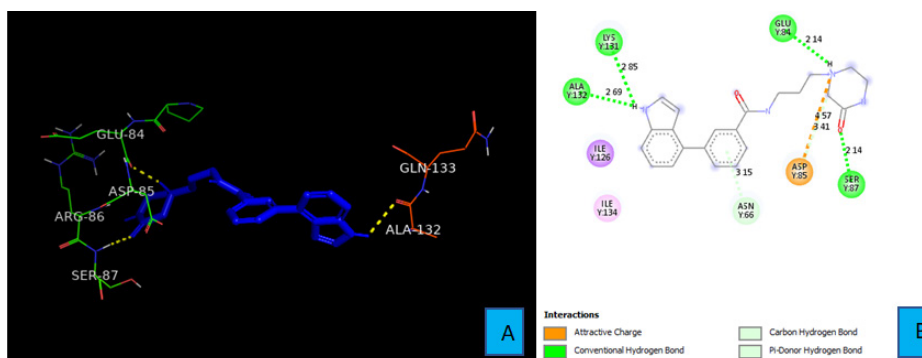 GLU-84
ASP-85
ARG-86
SER-87
GLN-133
ALA-132
A
LYS
Y:131
2 85
ALA
Y:132
2 69
H
GLU
Y:84
2 14
H
N
O
N
H
4 57
3 41
O
2 14
ILE
Y:126
ILE
Y:134
3 15
ASN
Y:66
ASP
Y:85
SER
Y:87
Interactions
Attractive Charge
Conventional Hydrogen Bond
Carbon Hydrogen Bond
Pi-Donor Hydrogen Bond